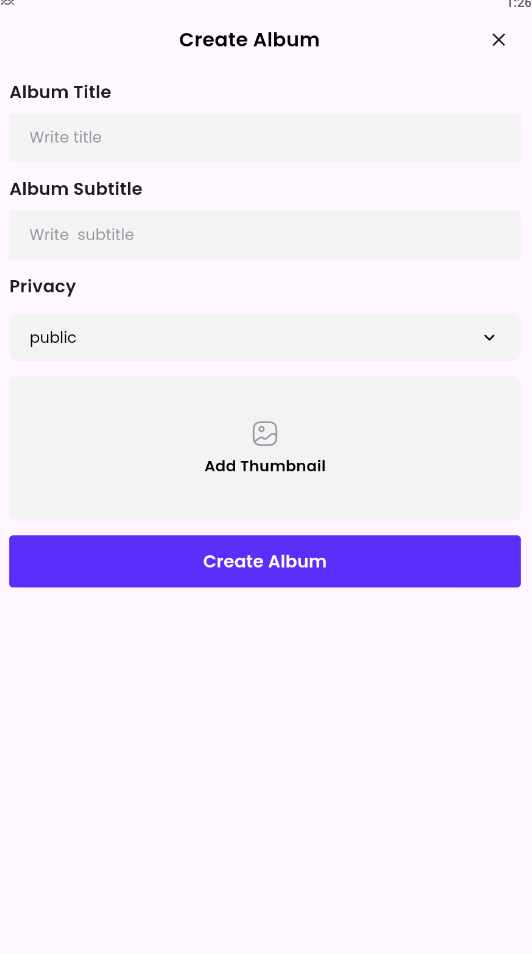 1:26
Create Album
Album Title
Write title
Album Subtitle
Write  subtitle
Privacy
public
Add Thumbnail
Create Album